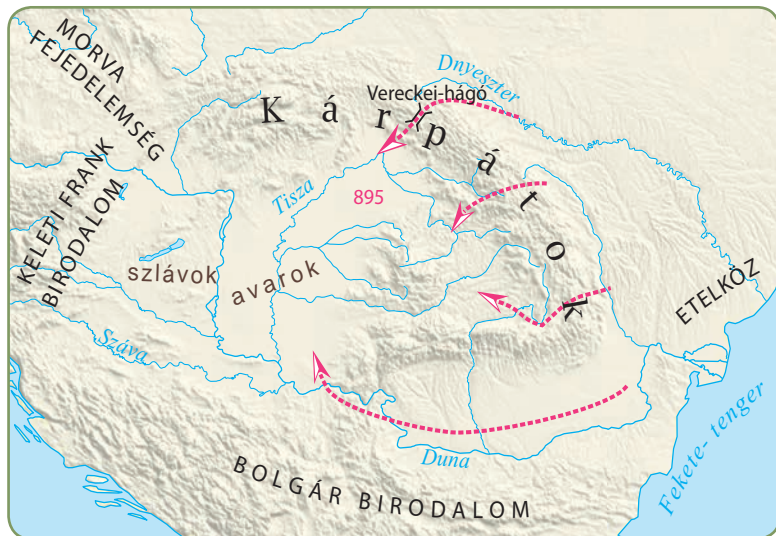 MORVA
FEJEDELEMSÉG
Dnyeszter
Vereckei-hágó
Kárpátok
KELETI FRANK
BIRODALOM
Tisza
895
szlávok
avarok
ETELKÖZ
Száva
Duna
BOLGÁR BIRODALOM
Fekete- tenger